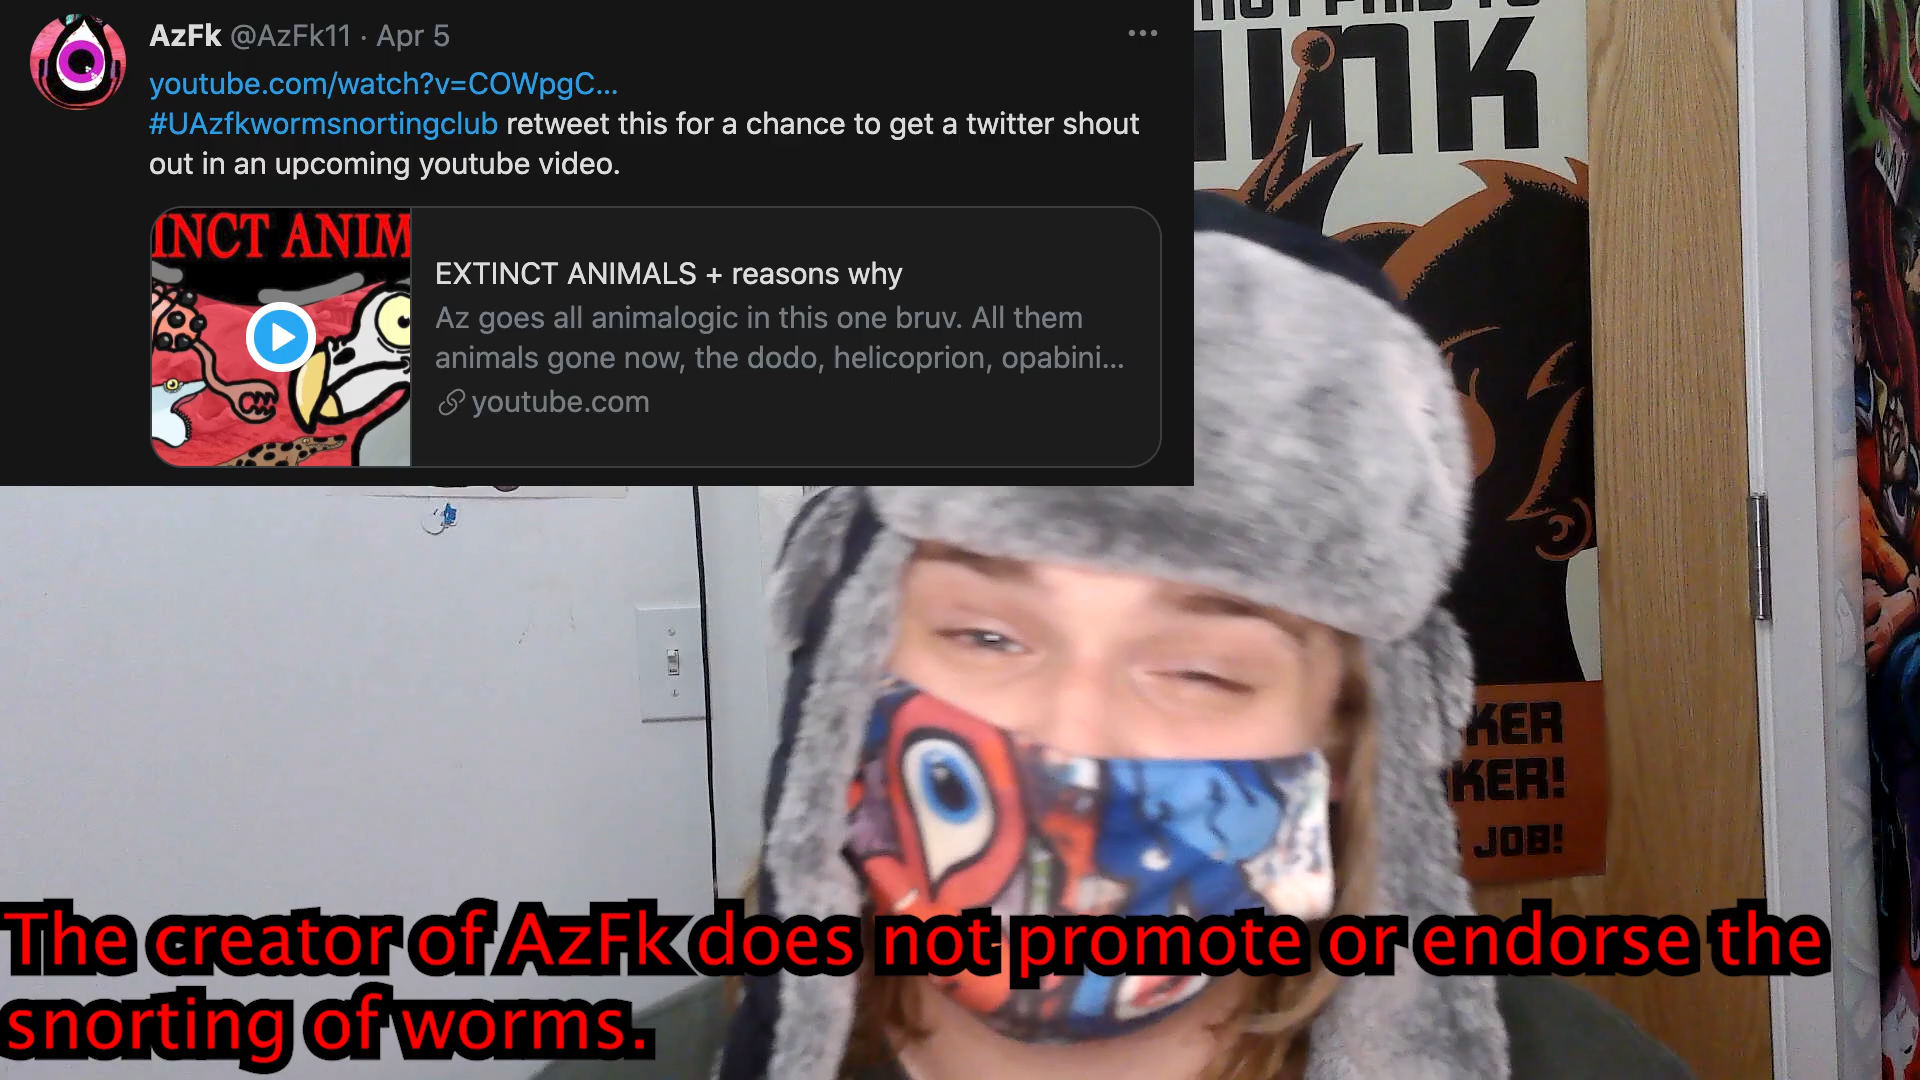 AzFk @AzFk11 · Apr 5
youtube.com/watch?v=COWpgC...
#UAzfkwormsnortingclub retweet this for a chance to get a twitter shout
out in an upcoming youtube video.
INCT ANIM
EXTINCT ANIMALS + reasons why
Az goes all animalogic in this one bruv. All them
animals gone now, the dodo, helicoprion, opabini...
youtube.com
INK
KER
KER!
JOB!
The creator of AzFk does not promote or endorse the
snorting of worms.